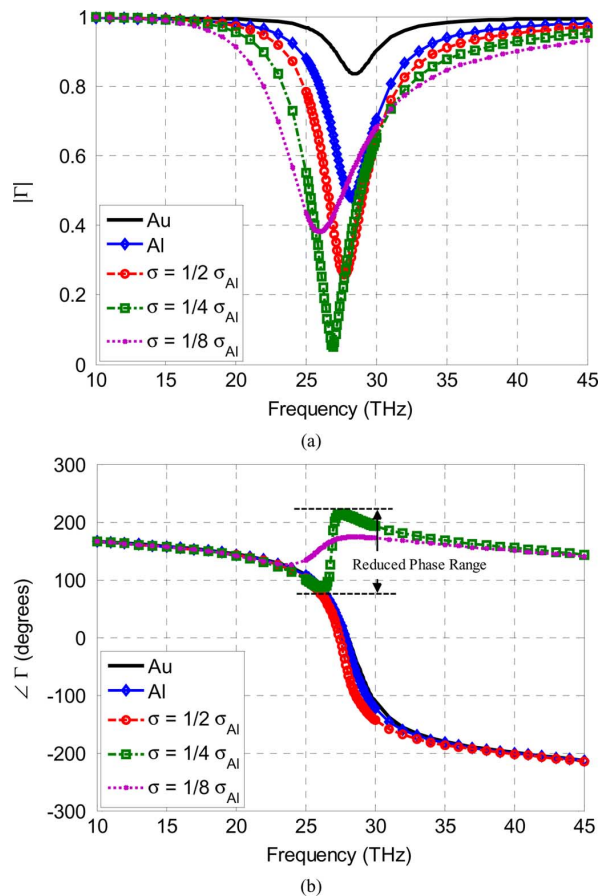 1
0.8
0.6
0.4
0.2
0
|Γ|
Au
Al
σ = 1/2 σAl
σ = 1/4 σAl
σ = 1/8 σAl
10 15 20 25 30 35 40 45
Frequency (THz)
(a)
300
200
100
0
-100
-200
-300
∠ Γ (degrees)
Reduced Phase Range
Au
Al
σ = 1/2 σAl
σ = 1/4 σAl
σ = 1/8 σAl
10 15 20 25 30 35 40 45
Frequency (THz)
(b)